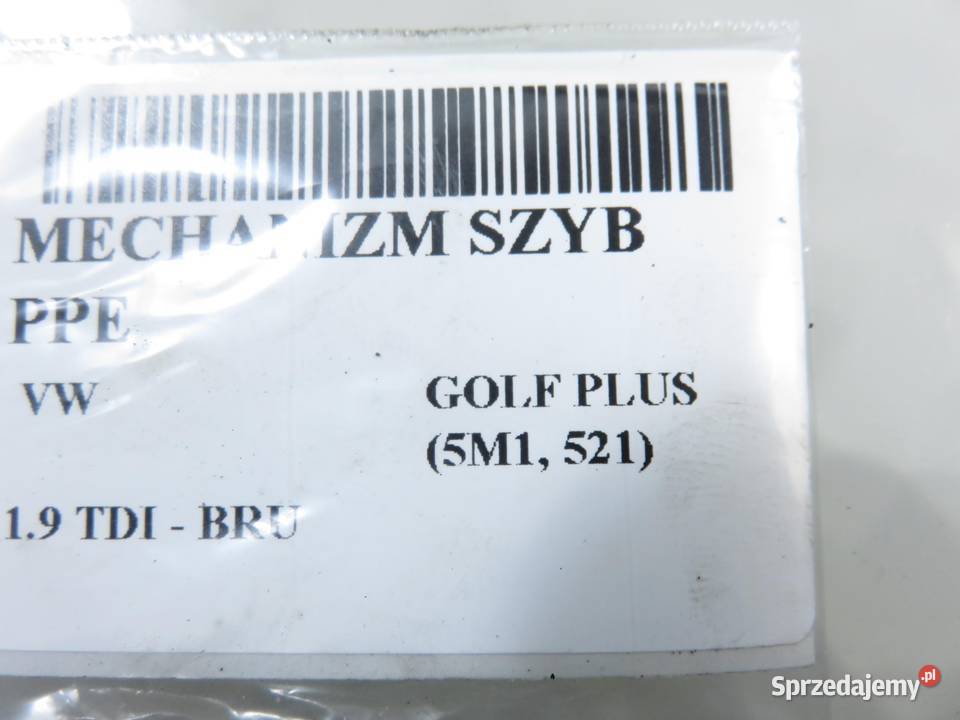 MECHANIZM SZYB
PPE
VW
GOLF PLUS
(5M1, 521)
1.9 TDI - BRU
Sprzedajemy.pl